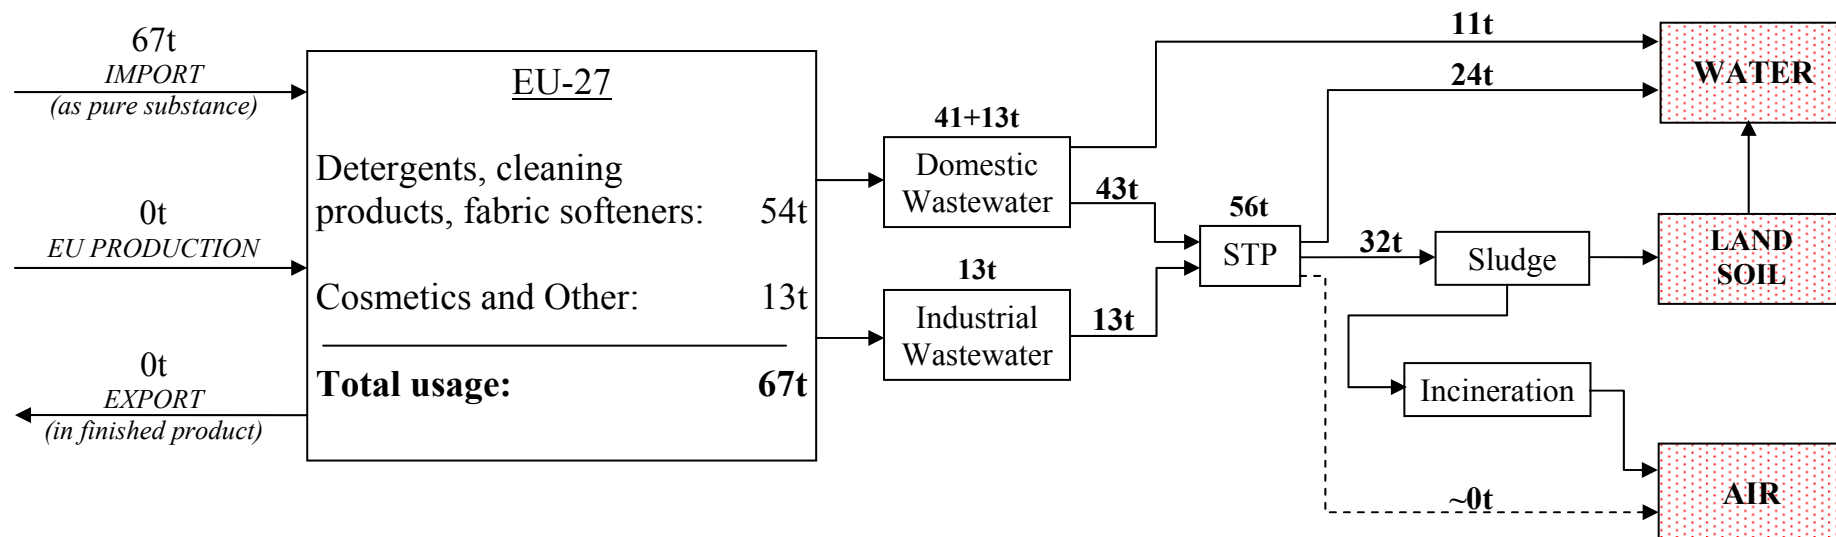 67t
IMPORT
(as pure substance)
0t
EU PRODUCTION
0t
EXPORT
(in finished product)
EU-27
Detergents, cleaning
products, fabric softeners: 54t
Cosmetics and Other: 13t
Total usage: 67t
41+13t
Domestic
Wastewater
13t
Industrial
Wastewater
11t
43t
13t
56t
STP
24t
32t
Sludge
Incineration
~0t
WATER
LAND
SOIL
AIR